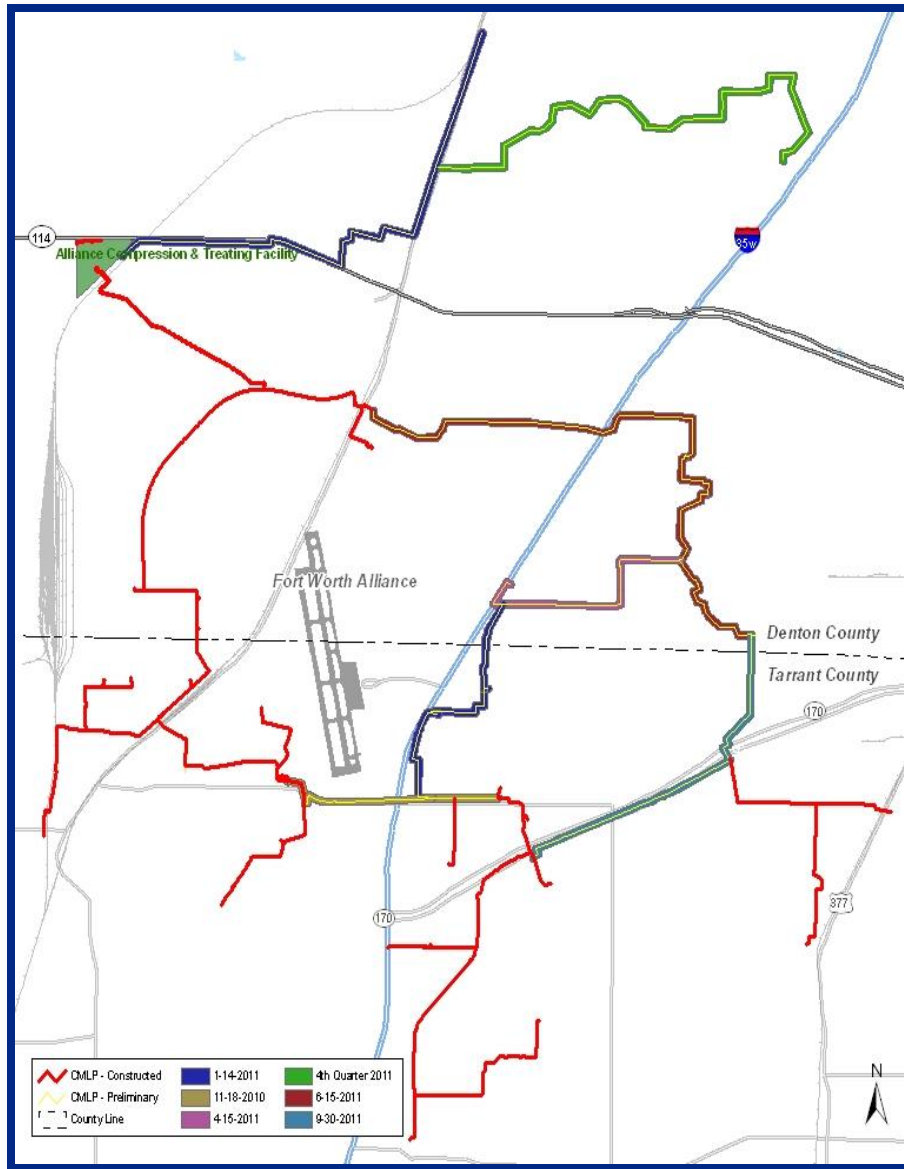 114
35W
Alliance Compression & Treating Facility
Fort Worth Alliance
Denton County
Tarrant County
170
170
377
N
CMLP - Constructed
CMLP - Preliminary
County Line
1-14-2011
11-18-2010
4-15-2011
4th Quarter 2011
6-15-2011
9-30-2011